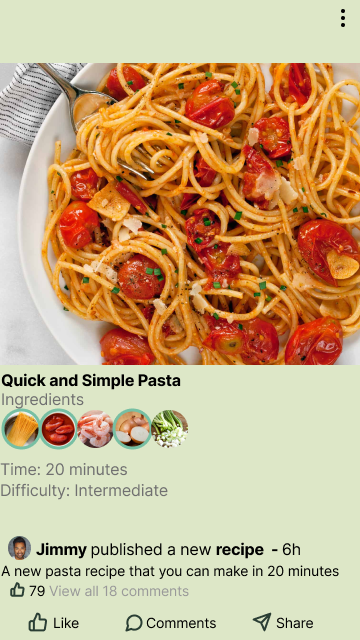 Quick and Simple Pasta
Ingredients
Time: 20 minutes
Difficulty: Intermediate
Jimmy published a new recipe - 6h
A new pasta recipe that you can make in 20 minutes
79 View all 18 comments
Like Comments Share